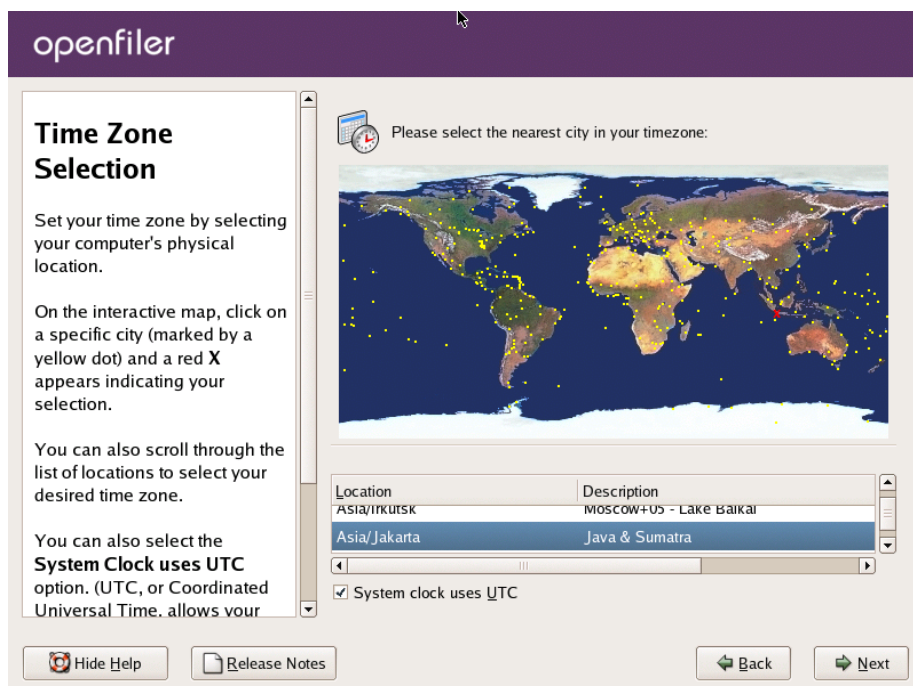 openfiler
Time Zone
Selection
Set your time zone by selecting
your computer's physical
location.
On the interactive map, click on
a specific city (marked by a
yellow dot) and a red X
appears indicating your
selection.
You can also scroll through the
list of locations to select your
desired time zone.
You can also select the
System Clock uses UTC
option. (UTC, or Coordinated
Universal Time, allows your
Please select the nearest city in your timezone:
Location Description
Asia/Irkutsk Moscow+05 - Lake Baikal
Asia/Jakarta Java & Sumatra
System clock uses UTC
Hide Help Release Notes Back Next